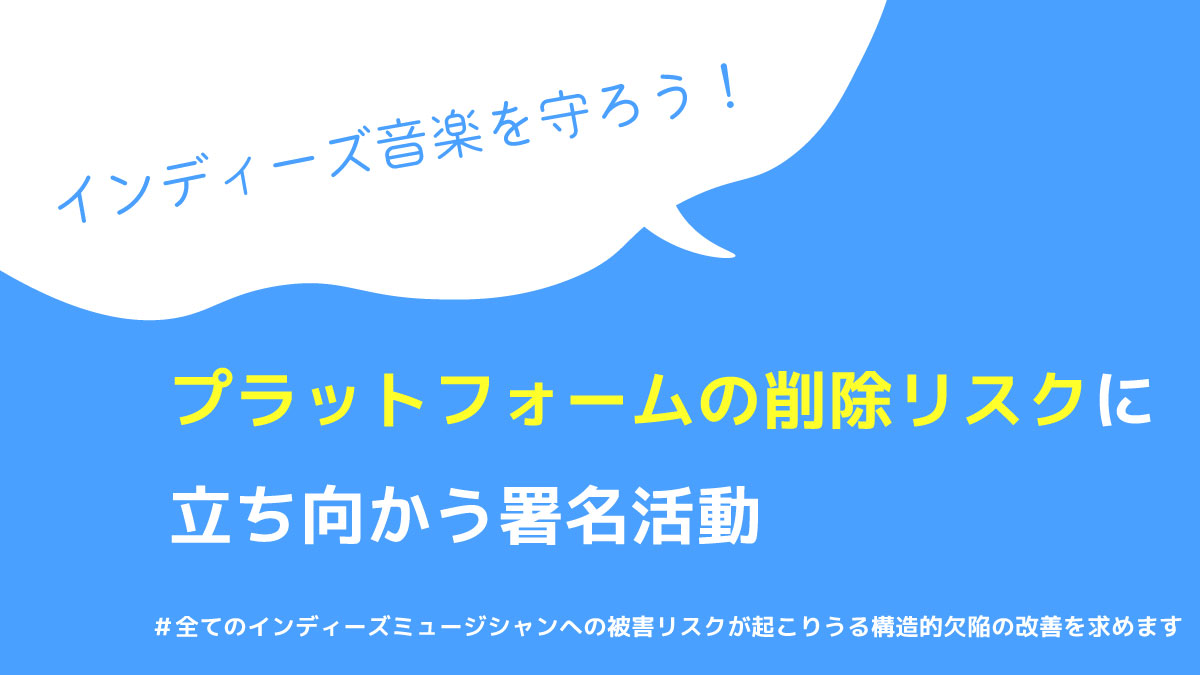 インディーズ音楽を守ろう！
プラットフォームの削除リスクに
立ち向かう署名活動
＃全てのインディーズミュージシャンへの被害リスクが起こりうる構造的欠陥の改善を求めます